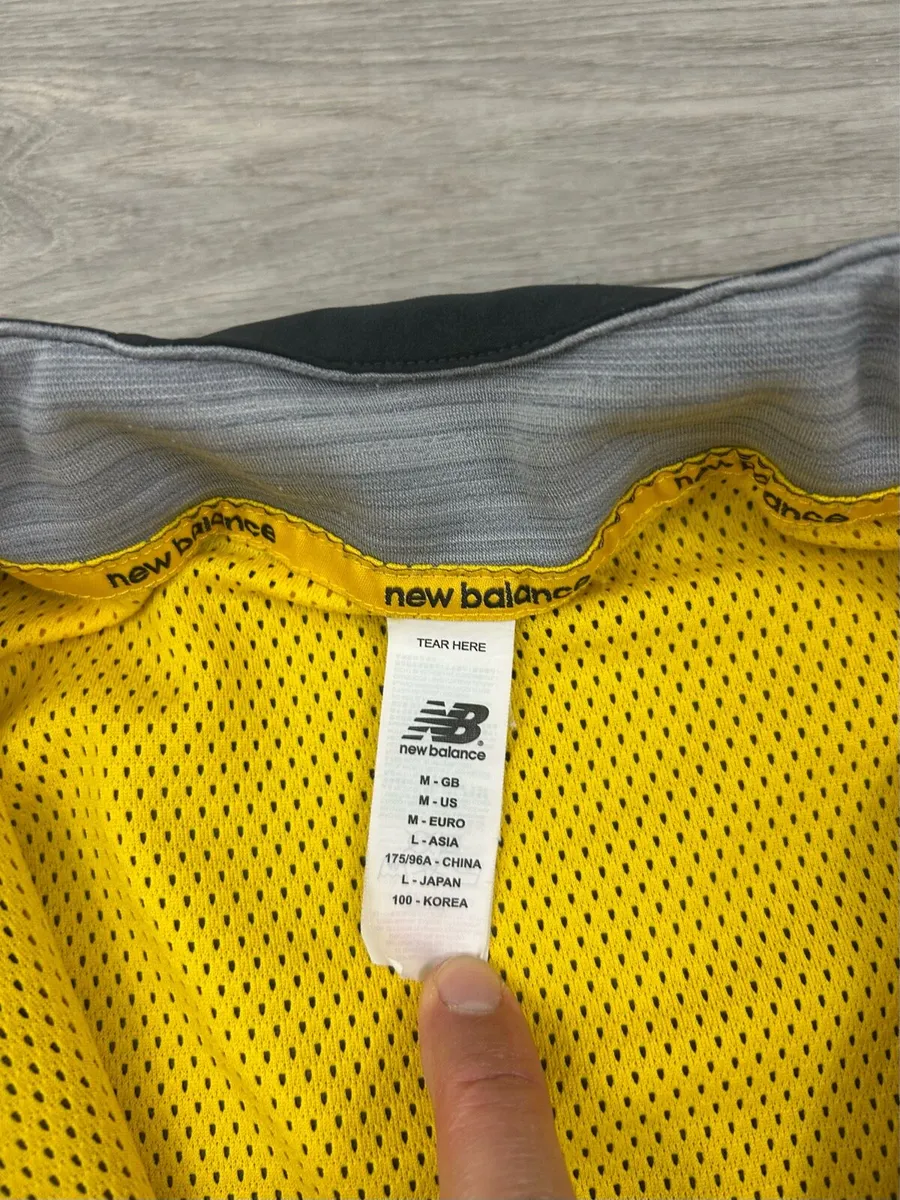 new balance
new balance
new balance
TEAR HERE
NB
new balance
M - GB
M - US
M - EURO
L - ASIA
175/96A - CHINA
L - JAPAN
100 - KOREA